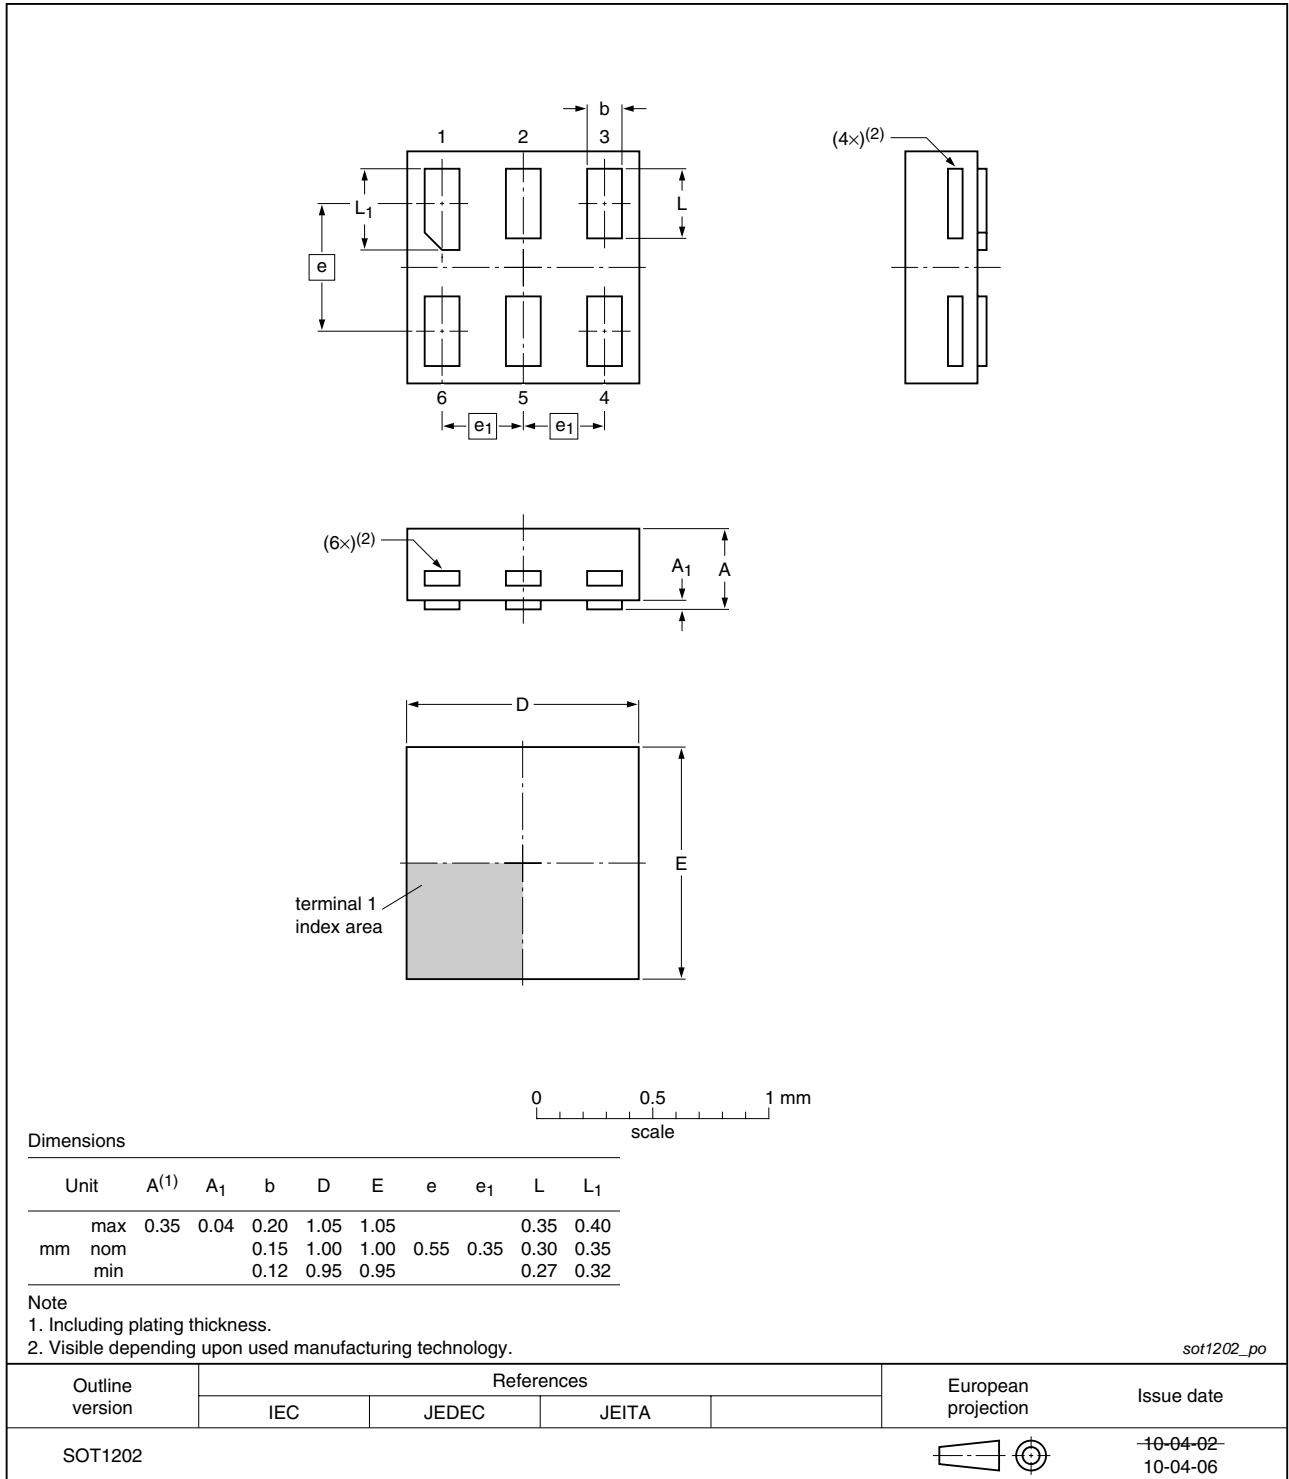 b
1 2 3
(4×)(2)
L1
L
e
6 5 4
e1 e1
(6×)(2)
A1 A
D
E
terminal 1
index area
0 0.5 1 mm
scale
Dimensions
Unit A(1) A1 b D E e e1 L L1
max 0.35 0.04 0.20 1.05 1.05 0.35 0.40
mm nom 0.15 1.00 1.00 0.55 0.35 0.30 0.35
min 0.12 0.95 0.95 0.27 0.32
Note
1. Including plating thickness.
2. Visible depending upon used manufacturing technology.
sot1202_po
Outline
version
References
IEC JEDEC JEITA
European
projection
Issue date
SOT1202
10-04-02
10-04-06